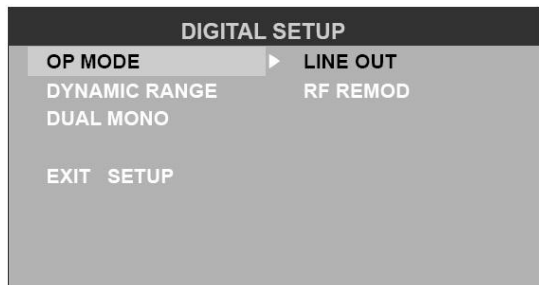 DIGITAL SETUP
OP MODE LINE OUT
DYNAMIC RANGE RF REMOD
DUAL MONO
EXIT SETUP